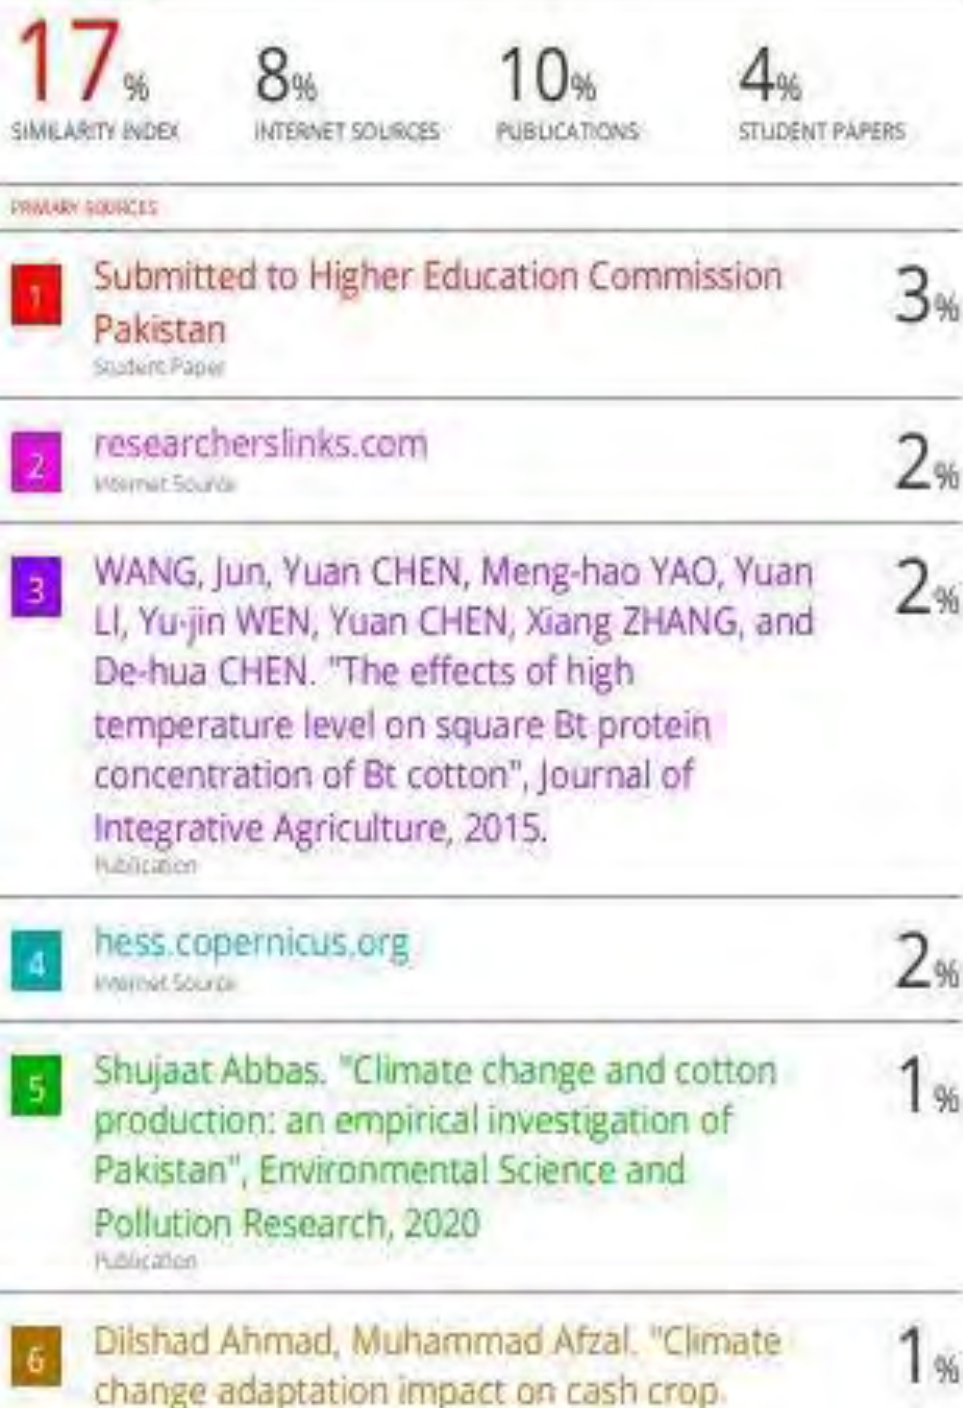 17%
SIMILARITY INDEX
8%
INTERNET SOURCES
10%
PUBLICATIONS
4%
STUDENT PAPERS
PRIMARY SOURCES
1
Submitted to Higher Education Commission
Pakistan
Student Paper
3%
2
researcherslinks.com
Internet Source
2%
3
WANG, Jun, Yuan CHEN, Meng-hao YAO, Yuan
LI, Yu-jin WEN, Yuan CHEN, Xiang ZHANG, and
De-hua CHEN. "The effects of high
temperature level on square Bt protein
concentration of Bt cotton", Journal of
Integrative Agriculture, 2015.
Publication
2%
4
hess.copernicus.org
Internet Source
2%
5
Shujaat Abbas. "Climate change and cotton
production: an empirical investigation of
Pakistan", Environmental Science and
Pollution Research, 2020
Publication
1%
6
Dilshad Ahmad, Muhammad Afzal. "Climate
change adaptation impact on cash crop
1%